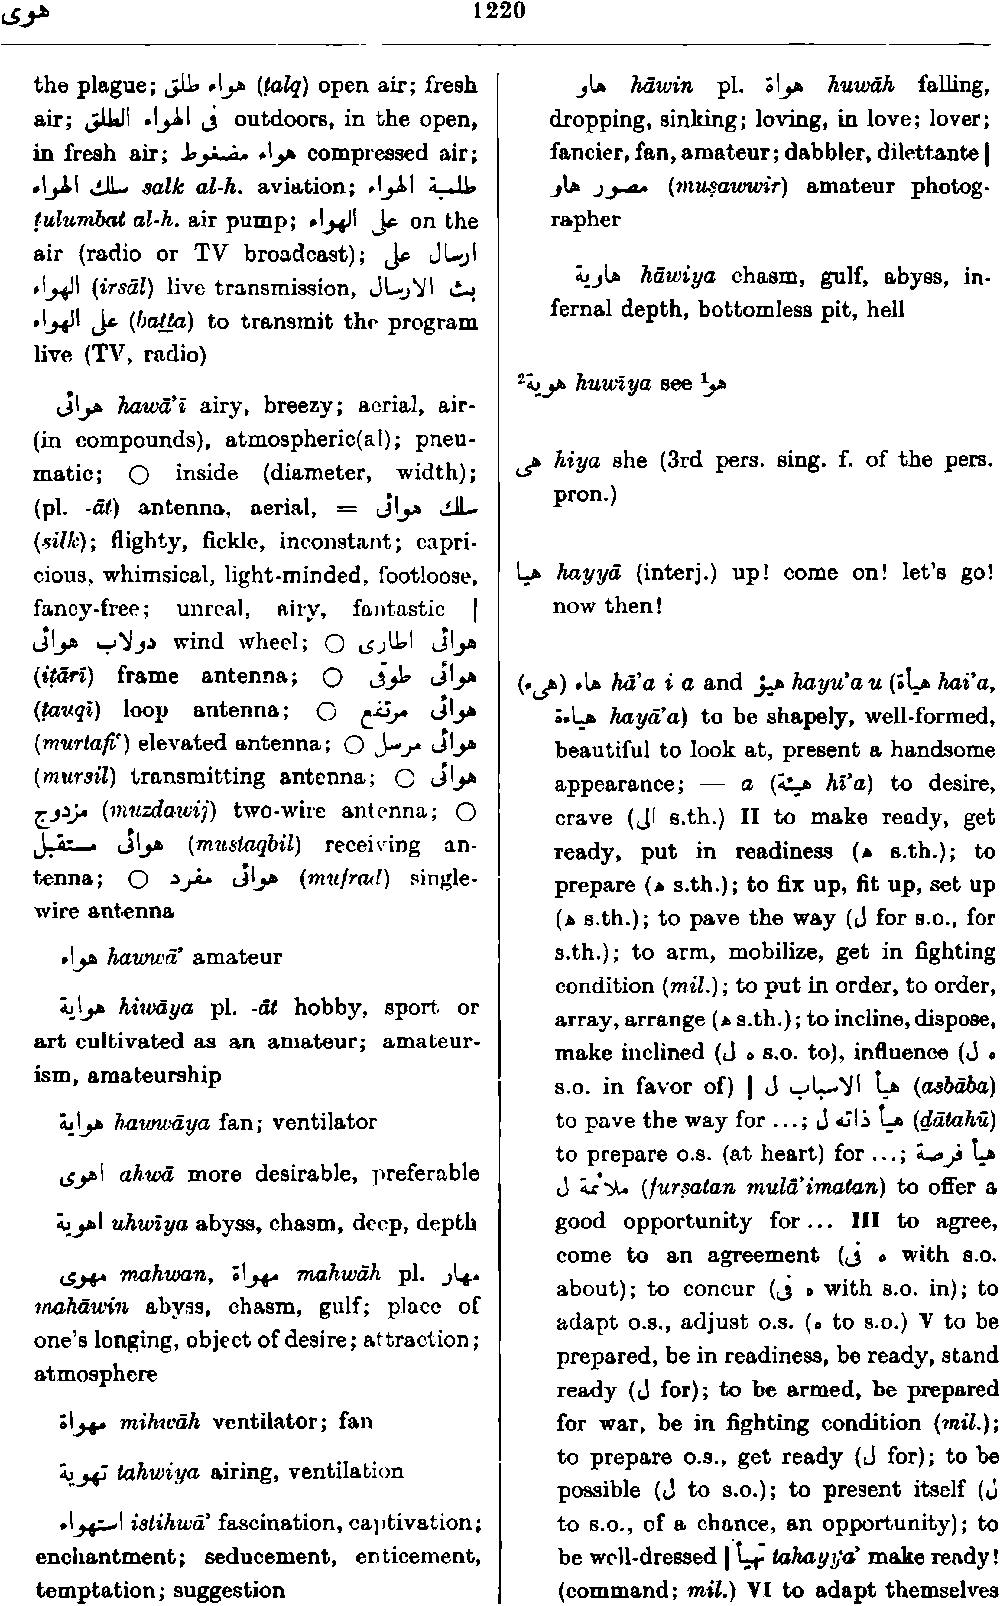 هوى
1220
the plague; هواء طلق (ṭalq) open air; fresh
air; فى الهواء الطلق outdoors, in the open,
in fresh air; هواء مضغوط compressed air;
سلك الهواء salk al-h. aviation; طلمبة الهواء
ṭulumbat al-h. air pump; على الهواء on the
air (radio or TV broadcast); ارسال على
الهواء (irsāl) live transmission, بث الارسال
على الهواء (baṯṯa) to transmit the program
live (TV, radio)
هوائى hawā’ī airy, breezy; aerial, air-
(in compounds), atmospheric(al); pneu-
matic; ○ inside (diameter, width);
(pl. -āt) antenna, aerial, = سلك هوائى
(silk); flighty, fickle, inconstant; capri-
cious, whimsical, light-minded, footloose,
fancy-free; unreal, airy, fantastic |
دولاب هوائى wind wheel; ○ هوائى اطارى
(iṭārī) frame antenna; ○ هوائى طوقى
(ṭauqī) loop antenna; ○ هوائى مرتفع
(murtafi‘) elevated antenna; ○ هوائى مرسل
(mursil) transmitting antenna; ○ هوائى
مزدوج (muzdawij) two-wire antenna; ○
هوائى مستقبل (mustaqbil) receiving an-
tenna; ○ هوائى مفرد (mufrad) single-
wire antenna
هواء hawwā’ amateur
هواية hiwāya pl. -āt hobby, sport or
art cultivated as an amateur; amateur-
ism, amateurship
هواية hawwāya fan; ventilator
اهوى ahwā more desirable, preferable
اهوية uhwīya abyss, chasm, deep, depth
مهوى mahwan, مهواة mahwāh pl. مهاو
mahāwin abyss, chasm, gulf; place of
one’s longing, object of desire; attraction;
atmosphere
مهواة mihwāh ventilator; fan
تهوية tahwiya airing, ventilation
استهواء istihwā’ fascination, captivation;
enchantment; seducement, enticement,
temptation; suggestion
هاو hāwin pl. هواة huwāh falling,
dropping, sinking; loving, in love; lover;
fancier, fan, amateur; dabbler, dilettante |
مصور هاو (muṣawwir) amateur photog-
rapher
هاوية hāwiya chasm, gulf, abyss, in-
fernal depth, bottomless pit, hell
هوية² huwīya see هو¹
هى hiya she (3rd pers. sing. f. of the pers.
pron.)
هيا hayyā (interj.) up! come on! let’s go!
now then!
(هىء) هاء hā’a i a and هيؤ hayu’a u (هيأة hai’a,
هياءة hayā’a) to be shapely, well-formed,
beautiful to look at, present a handsome
appearance; — a (هيئة hī’a) to desire,
crave (الى s.th.) II to make ready, get
ready, put in readiness (ه s.th.); to
prepare (ه s.th.); to fix up, fit up, set up
(ه s.th.); to pave the way (ل for s.o., for
s.th.); to arm, mobilize, get in fighting
condition (mil.); to put in order, to order,
array, arrange (ه s.th.); to incline, dispose,
make inclined (ل ه s.o. to), influence (ل ه
s.o. in favor of) | هيأ الاسباب ل (asbāba)
to pave the way for ...; هيأ ذاته ل (ḏātahū)
to prepare o.s. (at heart) for ...; هيأ فرصة
ملائمة ل (furṣatan mulā’imatan) to offer a
good opportunity for ... III to agree,
come to an agreement (فى ه with s.o.
about); to concur (فى ه with s.o. in); to
adapt o.s., adjust o.s. (ه to s.o.) V to be
prepared, be in readiness, be ready, stand
ready (ل for); to be armed, be prepared
for war, be in fighting condition (mil.);
to prepare o.s., get ready (ل for); to be
possible (ل to s.o.); to present itself (ل
to s.o., of a chance, an opportunity); to
be well-dressed | تهيأ tahayya’ make ready!
(command; mil.) VI to adapt themselves